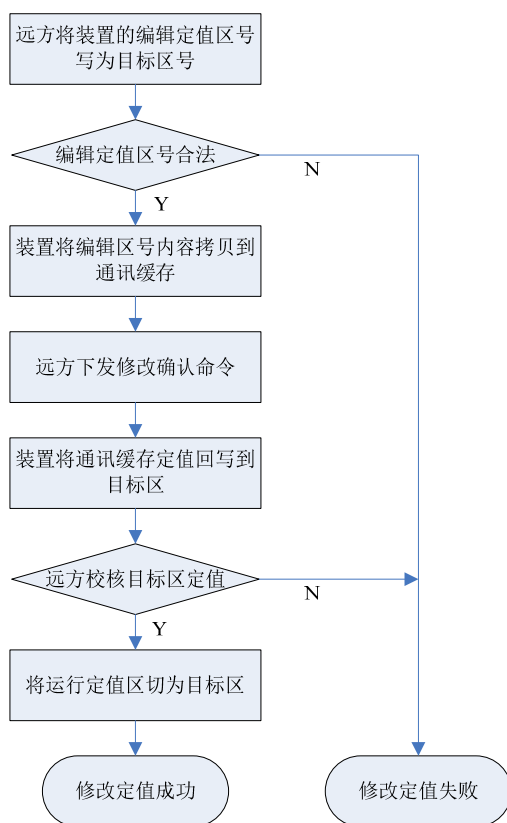 远方将装置的编辑定值区号
写为目标区号
编辑定值区号合法
N
Y
装置将编辑区号内容拷贝到
通讯缓存
远方下发修改确认命令
装置将通讯缓存定值回写到
目标区
远方校核目标区定值
N
Y
将运行定值区切为目标区
修改定值成功
修改定值失败